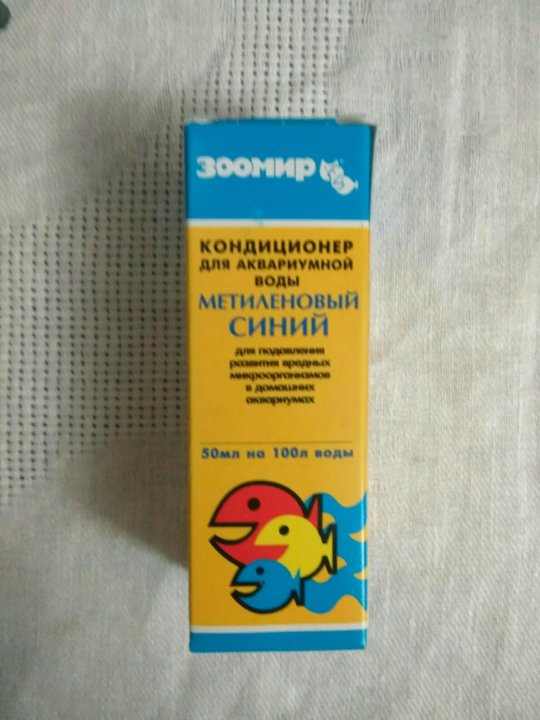 ЗООМИР
КОНДИЦИОНЕР
ДЛЯ АКВАРИУМНОЙ
ВОДЫ
МЕТИЛЕНОВЫЙ
СИНИЙ
для подавления
развития вредных
микроорганизмов
в домашних
аквариумах
50мл на 100л воды